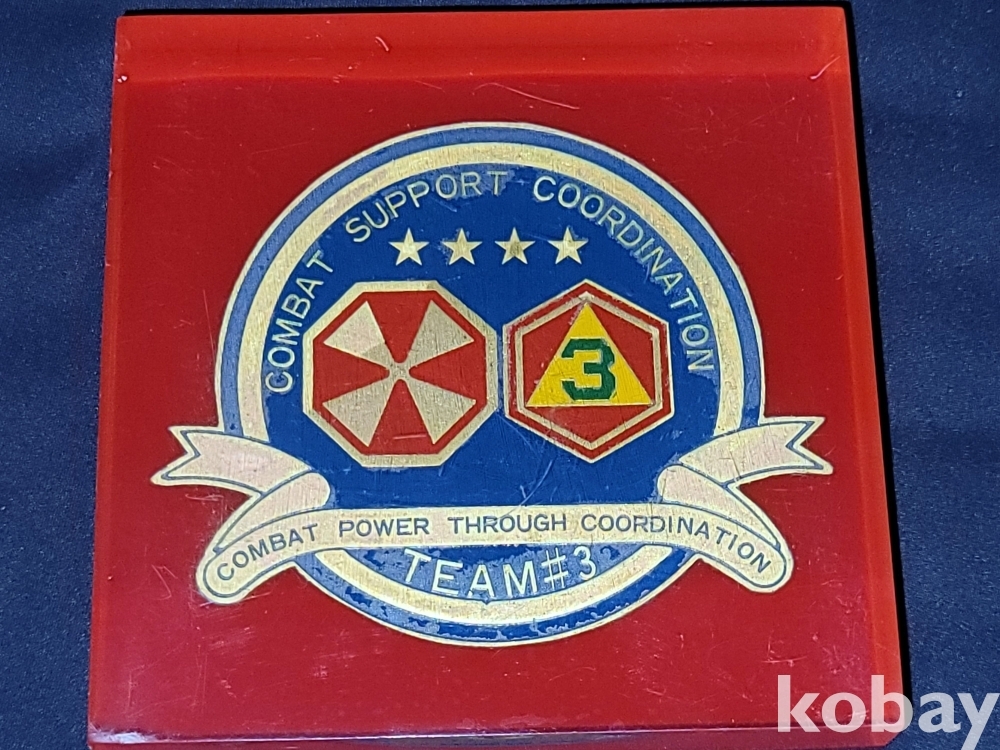 COMBAT SUPPORT COORDINATION
3
COMBAT POWER THROUGH COORDINATION
TEAM#3
kobay